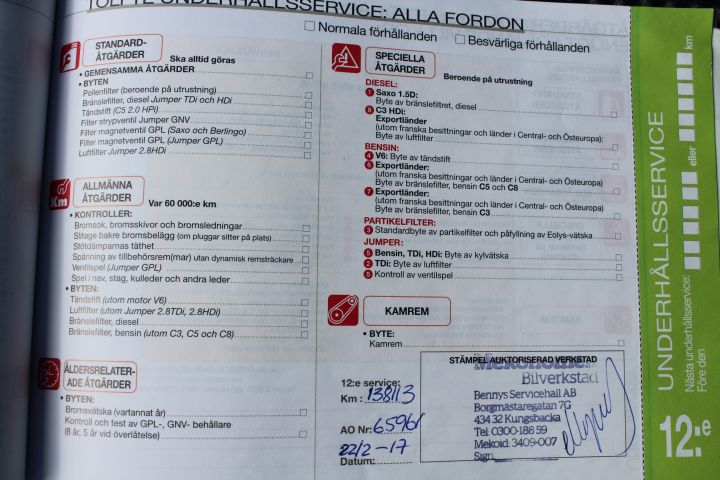 TOLFTE UNDERHÅLLSSERVICE: ALLA FORDON
Normala förhållanden
Besvärliga förhållanden
STANDARD-
ÅTGÄRDER
Ska alltid göras
• GEMENSAMMA ÅTGÄRDER
• BYTEN
Pollenfilter (beroende på utrustning)
Bränslefilter, diesel Jumper TDi och HDi
Tändstift (C5 2.0 HPi)
Filter strypventil Jumper GNV
Filter magnetventil GPL (Saxo och Berlingo)
Filter magnetventil GPL (Jumper GPL)
Luftfilter Jumper 2.8HDi
Km
ALLMÄNNA
ÅTGÄRDER
Var 60 000:e km
• KONTROLLER:
Bromsok, bromsskivor och bromsledningar
Slitage bakre bromsbelägg (om pluggar sitter på plats)
Stötdämparnas täthet
Spänning av tillbehörsrem(mar) utan dynamisk remsträckare
Ventilspel (Jumper GPL)
Spel i nav, stag, kulleder och andra leder
• BYTEN:
Tändstift (utom motor V6)
Luftfilter (utom Jumper 2.8TDi, 2.8HDI)
Bränslefilter, diesel
Bränslefilter, bensin (utom C3, C5 och C8)
ÅLDERSRELATER-
ADE ÅTGÄRDER
• BYTEN:
Bromsvätska (vartannat år)
Kontroll och test av GPL-, GNV- behållare
(8 år, 5 år vid överlåtelse)
SPECIELLA
ÅTGÄRDER
Beroende på utrustning
DIESEL:
1 Saxo 1.5D:
Byte av bränslefiltret, diesel
8 C3 HDi:
Exportländer
(utom franska besittningar och länder i Central- och Östeuropa):
Byte av luftfilter
BENSIN:
4 V6: Byte av tändstift
6 Exportländer:
(utom franska besittningar och länder i Central- och Östeuropa)
Byte av bränslefilter, bensin C5 och C8
7 Exportländer:
(utom franska besittningar och länder i Central- och Östeuropa)
Byte av bränslefilter, bensin C3
PARTIKELFILTER:
3 Standardbyte av partikelfilter och påfyllning av Eolys-vätska
JUMPER:
5 Bensin, TDi, HDi: Byte av kylvätska
2 TDi: Byte av luftfilter
5 Kontroll av ventilspel
KAMREM
• BYTE:
Kamrem
12:e service:
Km: 138113
AO Nr: 65961
22/2-17
Datum:
STÄMPEL AUKTORISERAD VERKSTAD
Mekonomen
Bilverkstad
Bennys Servicehall AB
Borgmästaregatan 7G
434 32 Kungsbacka
Tel. 0300-188 59
Mekoid. 3409-007
Sign
UNDERHÅLLSSERVICE
Nästa underhållsservice:
Före den
eller
km
12:e